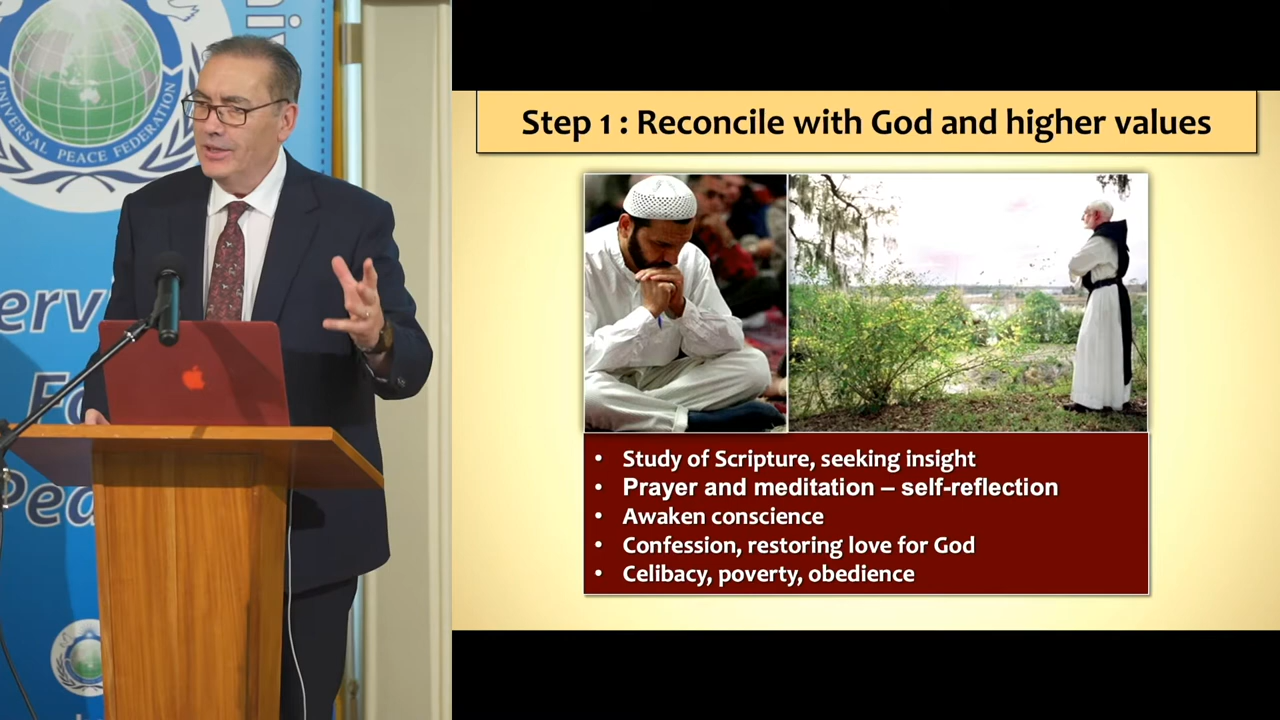 UNIVERSAL PEACE FEDERATION
Step 1 : Reconcile with God and higher values
• Study of Scripture, seeking insight
• Prayer and meditation – self-reflection
• Awaken conscience
• Confession, restoring love for God
• Celibacy, poverty, obedience